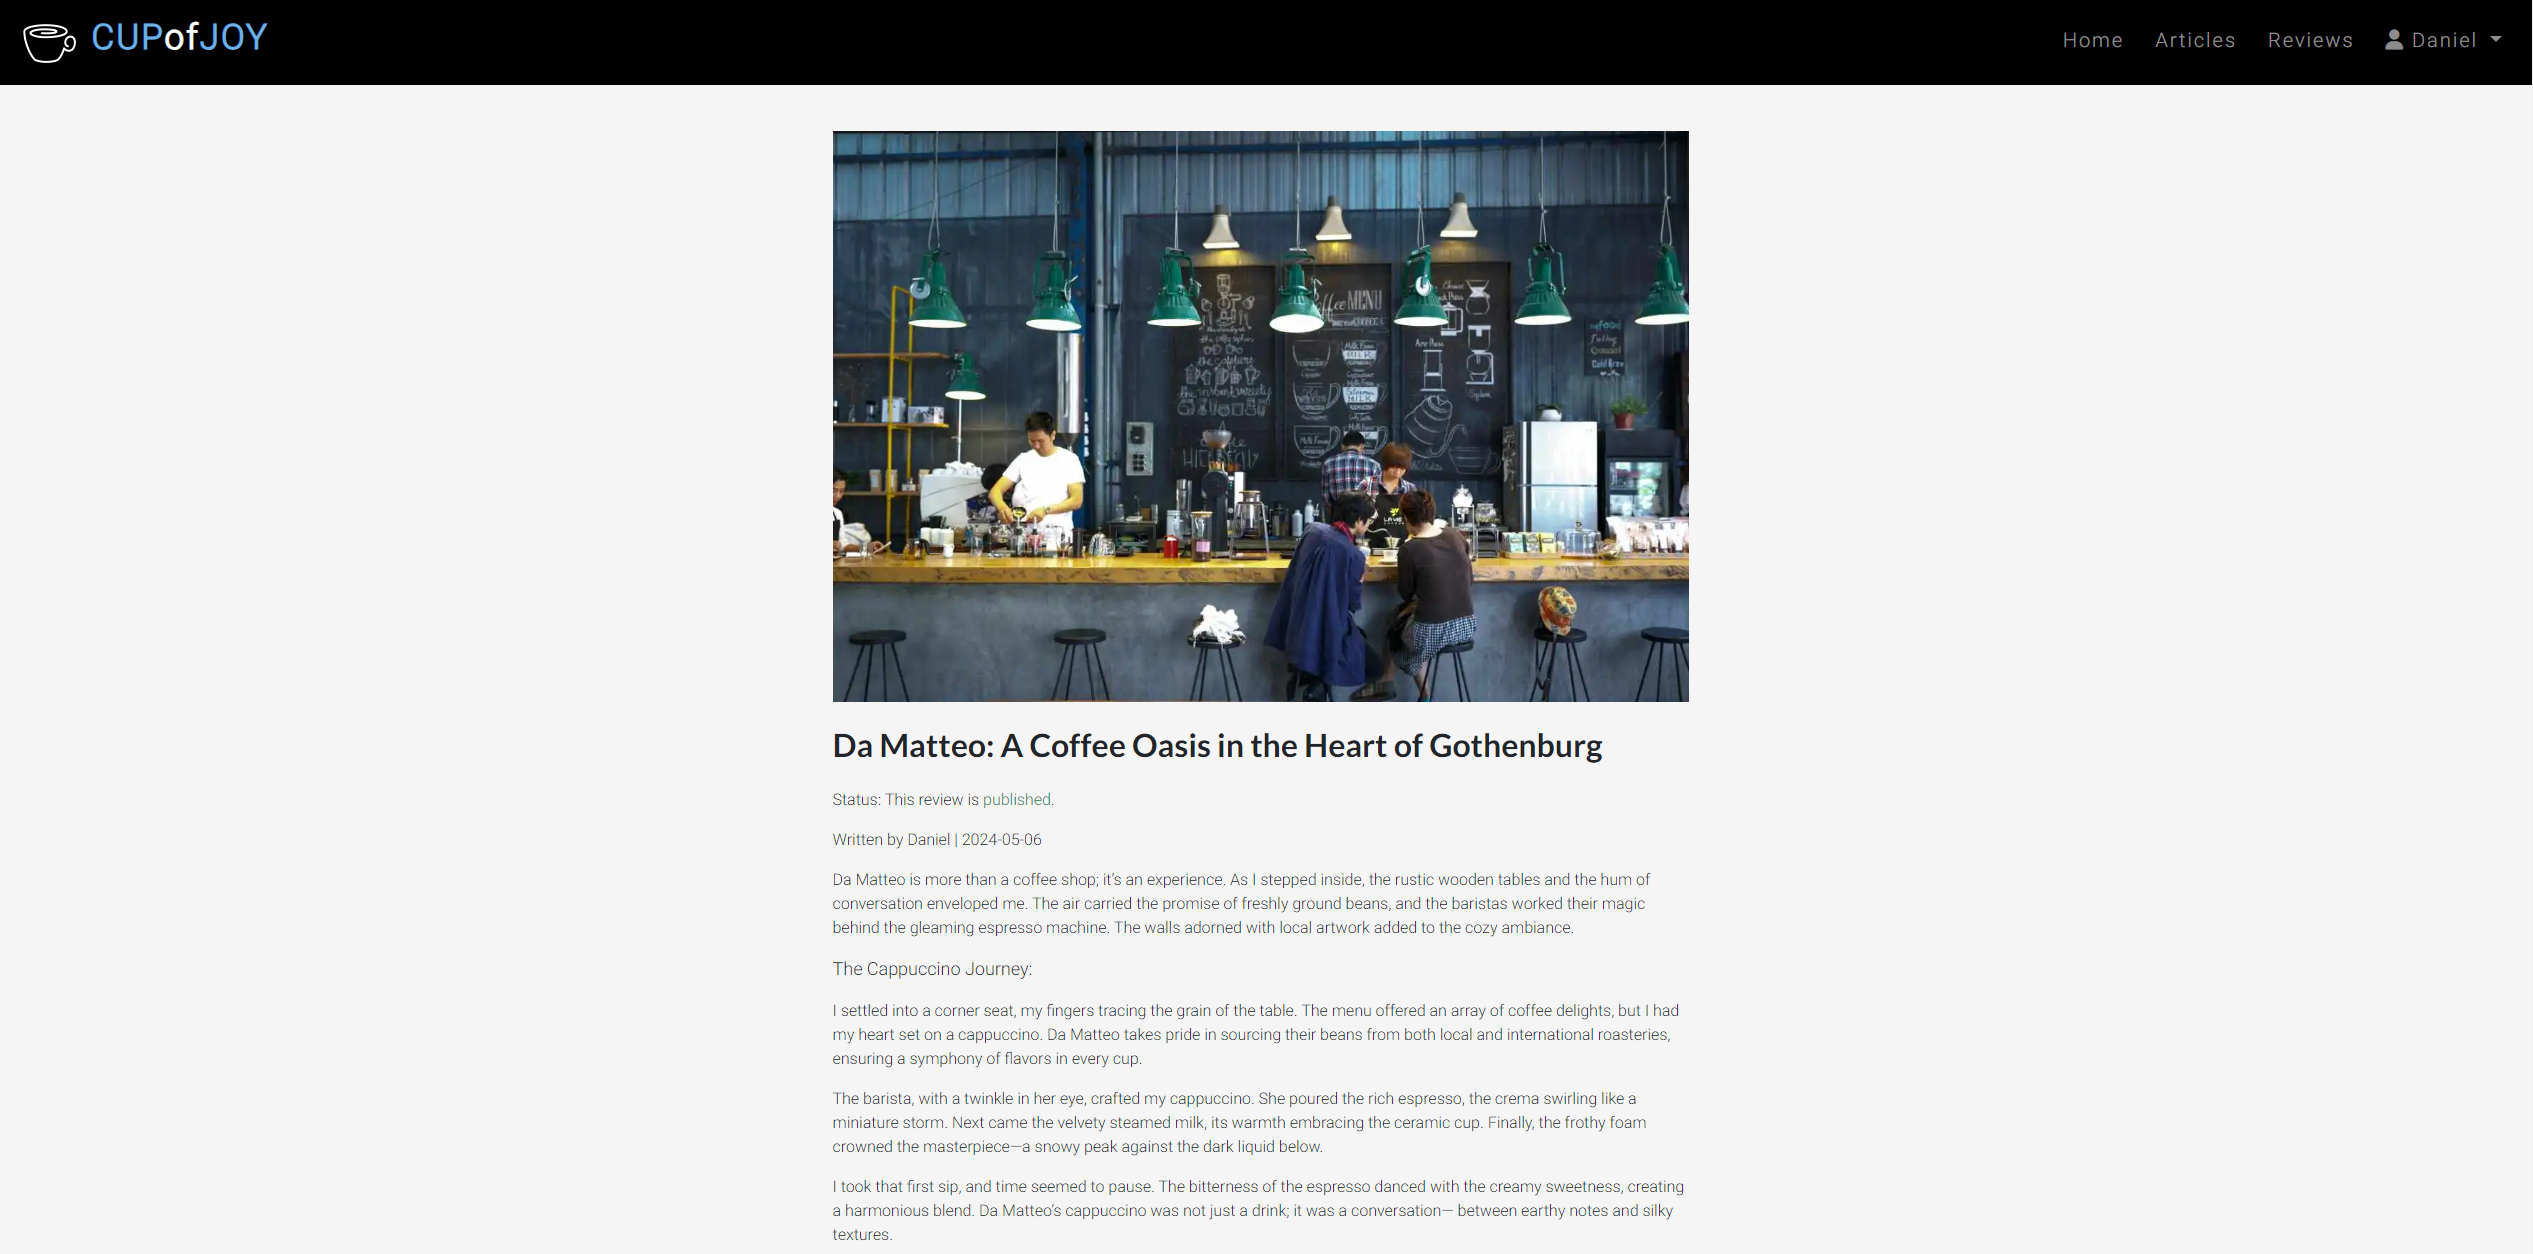 CUPofJOY
Home Articles Reviews Daniel
Coffee MENU
Da Matteo: A Coffee Oasis in the Heart of Gothenburg
Status: This review is published.
Written by Daniel | 2024-05-06
Da Matteo is more than a coffee shop; it’s an experience. As I stepped inside, the rustic wooden tables and the hum of
conversation enveloped me. The air carried the promise of freshly ground beans, and the baristas worked their magic
behind the gleaming espresso machine. The walls adorned with local artwork added to the cozy ambiance.
The Cappuccino Journey:
I settled into a corner seat, my fingers tracing the grain of the table. The menu offered an array of coffee delights, but I had
my heart set on a cappuccino. Da Matteo takes pride in sourcing their beans from both local and international roasteries,
ensuring a symphony of flavors in every cup.
The barista, with a twinkle in her eye, crafted my cappuccino. She poured the rich espresso, the crema swirling like a
miniature storm. Next came the velvety steamed milk, its warmth embracing the ceramic cup. Finally, the frothy foam
crowned the masterpiece—a snowy peak against the dark liquid below.
I took that first sip, and time seemed to pause. The bitterness of the espresso danced with the creamy sweetness, creating
a harmonious blend. Da Matteo’s cappuccino was not just a drink; it was a conversation— between earthy notes and silky
textures.